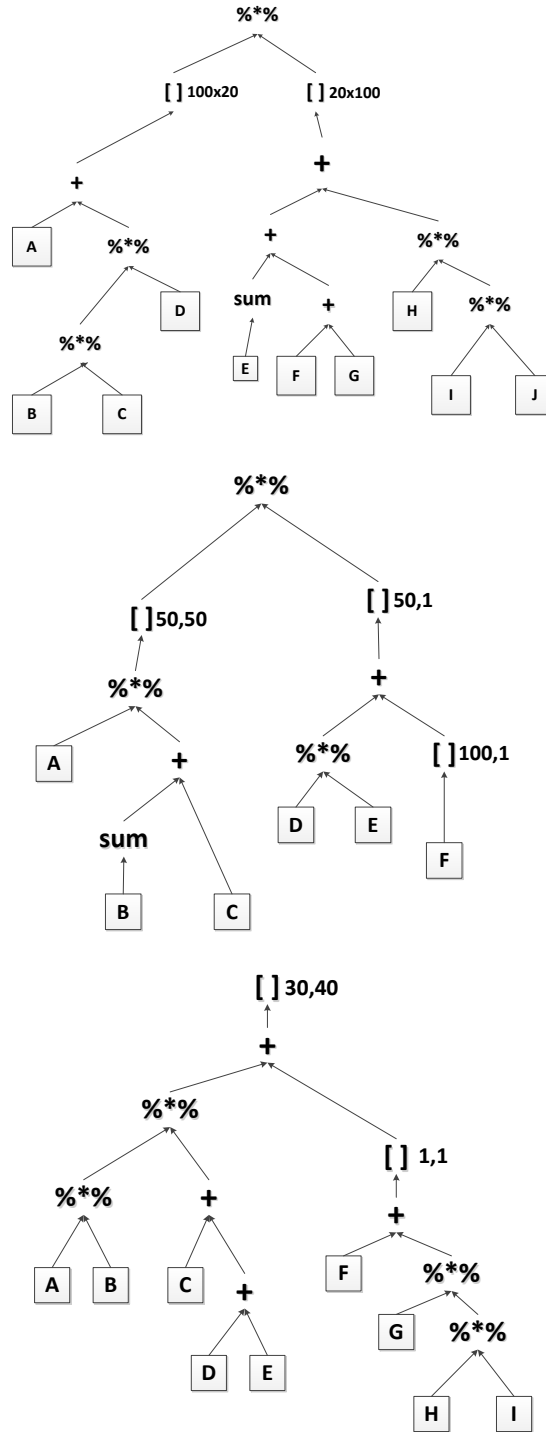 %*%
[ ] 100x20 [ ] 20x100
+ +
A %*% + %*%
D sum + H %*%
%*% E F G
B C I J
%*%
[ ] 50,50 [ ] 50,1
%*% +
A + %*% [ ] 100,1
sum D E F
B C
[ ] 30,40
+
%*%
[ ] 1,1
%*% + +
A B C F %*%
+ G %*%
D E
H I